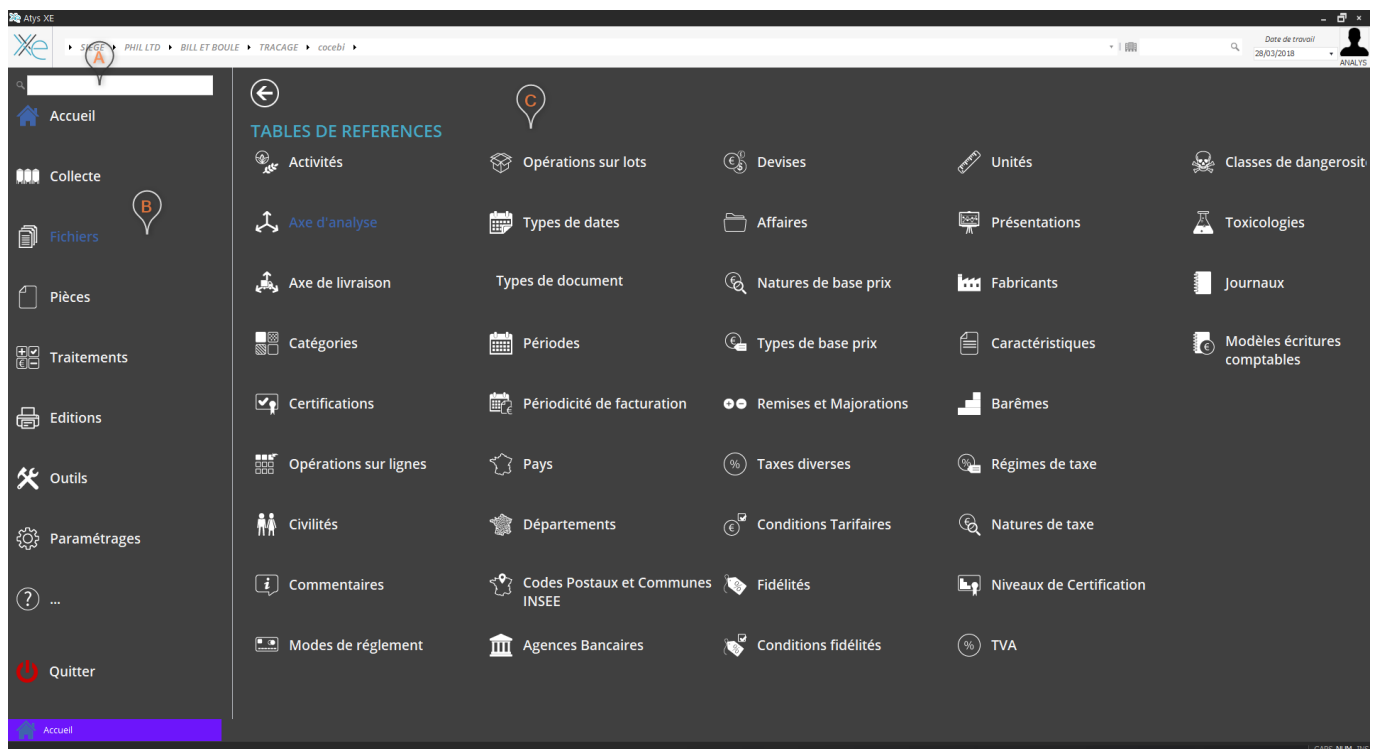 Atys XE
SIEGE PHIL LTD BILL ET BOULE TRACAGE cocebi
Date de travail
28/03/2018
ANALYS
A
B
C
Accueil
Collecte
Fichiers
Pièces
Traitements
Editions
Outils
Paramétrages
...
Quitter
Accueil
TABLES DE REFERENCES
Activités
Opérations sur lots
Devises
Unités
Classes de dangerosit
Axe d'analyse
Types de dates
Affaires
Présentations
Toxicologies
Axe de livraison
Types de document
Natures de base prix
Fabricants
Journaux
Catégories
Périodes
Types de base prix
Caractéristiques
Modèles écritures
comptables
Certifications
Périodicité de facturation
Remises et Majorations
Barêmes
Opérations sur lignes
Pays
Taxes diverses
Régimes de taxe
Civilités
Départements
Conditions Tarifaires
Natures de taxe
Commentaires
Codes Postaux et Communes
INSEE
Fidélités
Niveaux de Certification
Modes de réglement
Agences Bancaires
Conditions fidélités
TVA
CAPS NUM INS